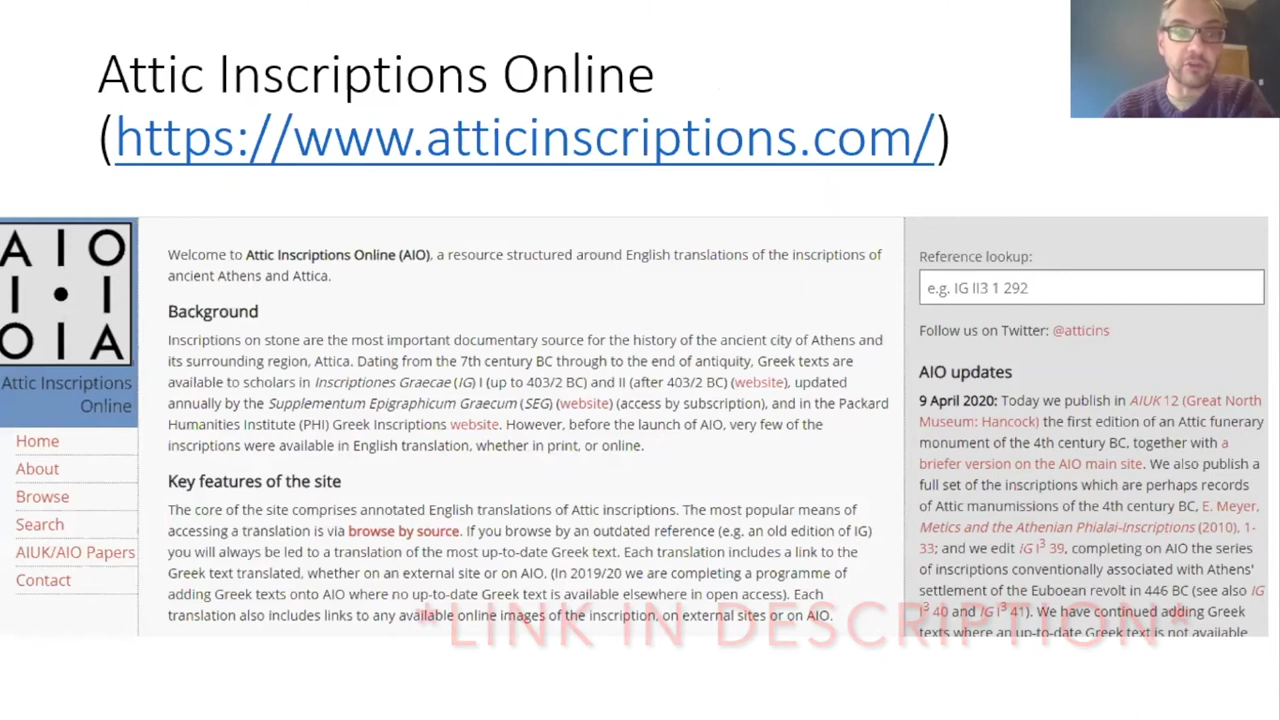 Attic Inscriptions Online
(https://www.atticinscriptions.com/)
AIO
I•I
OIA
Attic Inscriptions
Online
Home
About
Browse
Search
AIUK/AIO Papers
Contact
Welcome to Attic Inscriptions Online (AIO), a resource structured around English translations of the inscriptions of
ancient Athens and Attica.
Background
Inscriptions on stone are the most important documentary source for the history of the ancient city of Athens and
its surrounding region, Attica. Dating from the 7th century BC through to the end of antiquity, Greek texts are
available to scholars in Inscriptiones Graecae (IG) I (up to 403/2 BC) and II (after 403/2 BC) (website), updated
annually by the Supplementum Epigraphicum Graecum (SEG) (website) (access by subscription), and in the Packard
Humanities Institute (PHI) Greek Inscriptions website. However, before the launch of AIO, very few of the
inscriptions were available in English translation, whether in print, or online.
Key features of the site
The core of the site comprises annotated English translations of Attic inscriptions. The most popular means of
accessing a translation is via browse by source. If you browse by an outdated reference (e.g. an old edition of IG)
you will always be led to a translation of the most up-to-date Greek text. Each translation includes a link to the
Greek text translated, whether on an external site or on AIO. (In 2019/20 we are completing a programme of
adding Greek texts onto AIO where no up-to-date Greek text is available elsewhere in open access). Each
translation also includes links to any available online images of the inscription, on external sites or on AIO.
Reference lookup:
e.g. IG II3 1 292
Follow us on Twitter: @atticins
AIO updates
9 April 2020: Today we publish in AIUK 12 (Great North
Museum: Hancock) the first edition of an Attic funerary
monument of the 4th century BC, together with a
briefer version on the AIO main site. We also publish a
full set of the inscriptions which are perhaps records
of Attic manumissions of the 4th century BC, E. Meyer,
Metics and the Athenian Phialai-Inscriptions (2010), 1-
33; and we edit IG I³ 39, completing on AIO the series
of inscriptions conventionally associated with Athens'
settlement of the Euboean revolt in 446 BC (see also IG
I³ 40 and IG I³ 41). We have continued adding Greek
texts where an up-to-date Greek text is not available
*LINK IN DESCRIPTION*